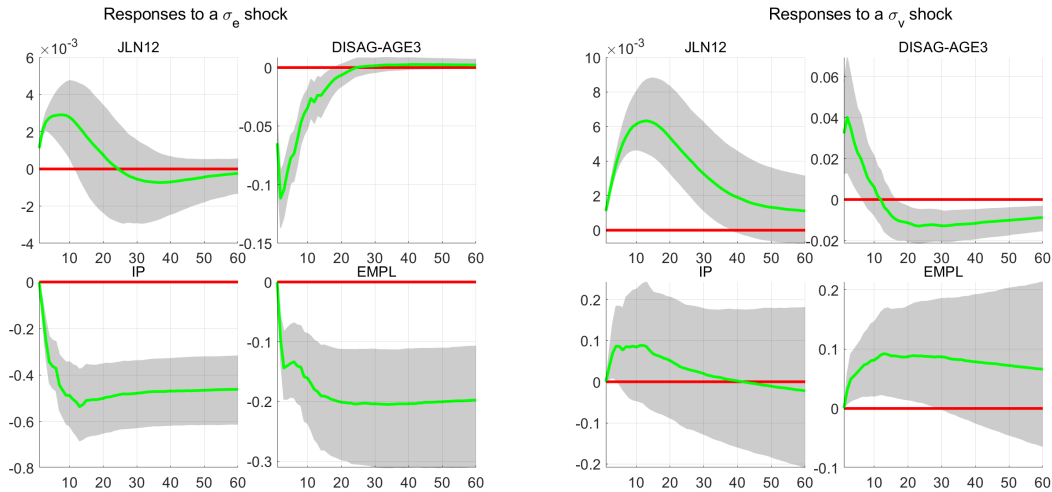 Responses to a σe shock
Responses to a σv shock
×10-3
JLN12
6
4
2
0
-2
-4
10 20 30 40 50 60
DISAG-AGE3
0
-0.05
-0.1
-0.15
10 20 30 40 50 60
×10-3
JLN12
10
8
6
4
2
0
10 20 30 40 50 60
DISAG-AGE3
0.06
0.04
0.02
0
-0.02
10 20 30 40 50 60
IP
0
-0.2
-0.4
-0.6
-0.8
10 20 30 40 50 60
EMPL
0
-0.1
-0.2
-0.3
10 20 30 40 50 60
IP
0.2
0.1
0
-0.1
-0.2
10 20 30 40 50 60
EMPL
0.2
0.1
0
-0.1
10 20 30 40 50 60